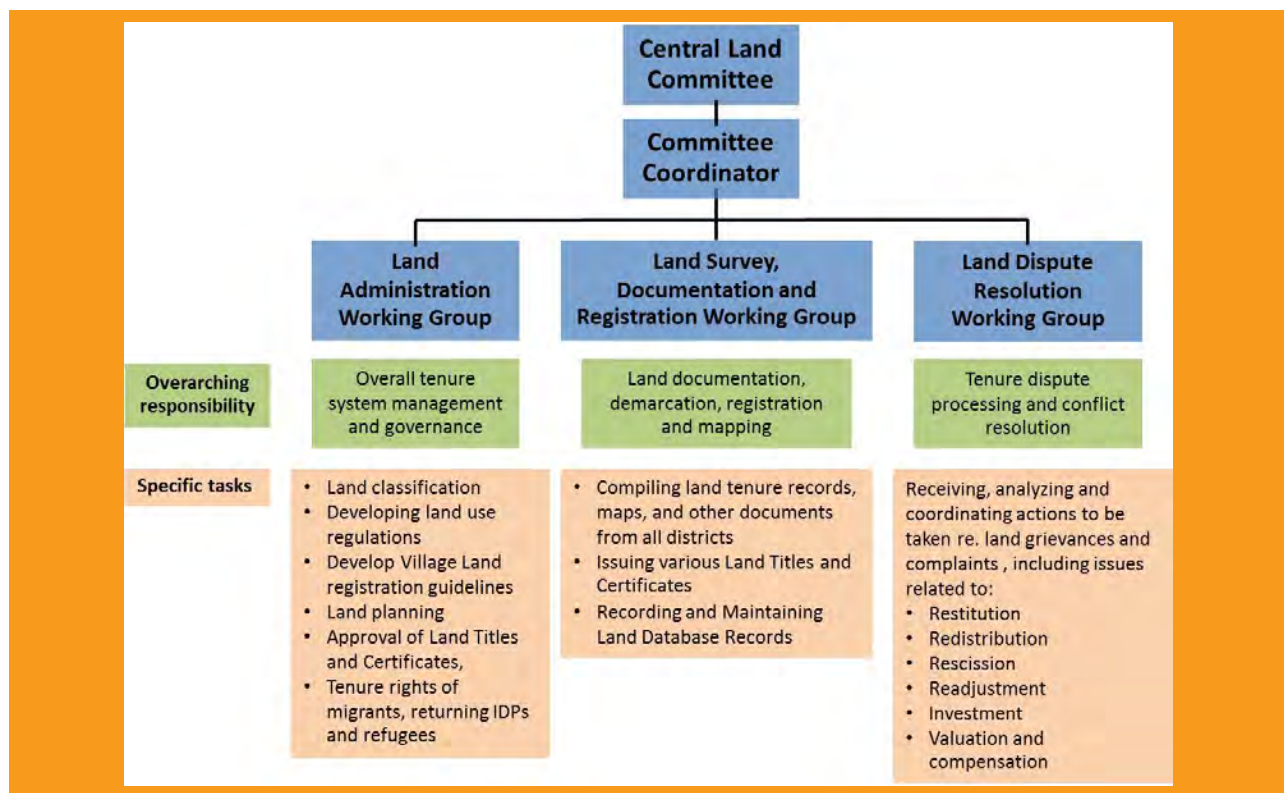 Central Land
Committee
Committee
Coordinator
Land
Administration
Working Group
Land Survey,
Documentation and
Registration Working Group
Land Dispute
Resolution
Working Group
Overarching
responsibility
Overall tenure
system management
and governance
Land documentation,
demarcation, registration
and mapping
Tenure dispute
processing and conflict
resolution
Specific tasks
• Land classification
• Developing land use
regulations
• Develop Village Land
registration guidelines
• Land planning
• Approval of Land Titles
and Certificates,
• Tenure rights of
migrants, returning IDPs
and refugees
• Compiling land tenure records,
maps, and other documents
from all districts
• Issuing various Land Titles and
Certificates
• Recording and Maintaining
Land Database Records
Receiving, analyzing and
coordinating actions to be
taken re. land grievances and
complaints , including issues
related to:
• Restitution
• Redistribution
• Rescission
• Readjustment
• Investment
• Valuation and
compensation